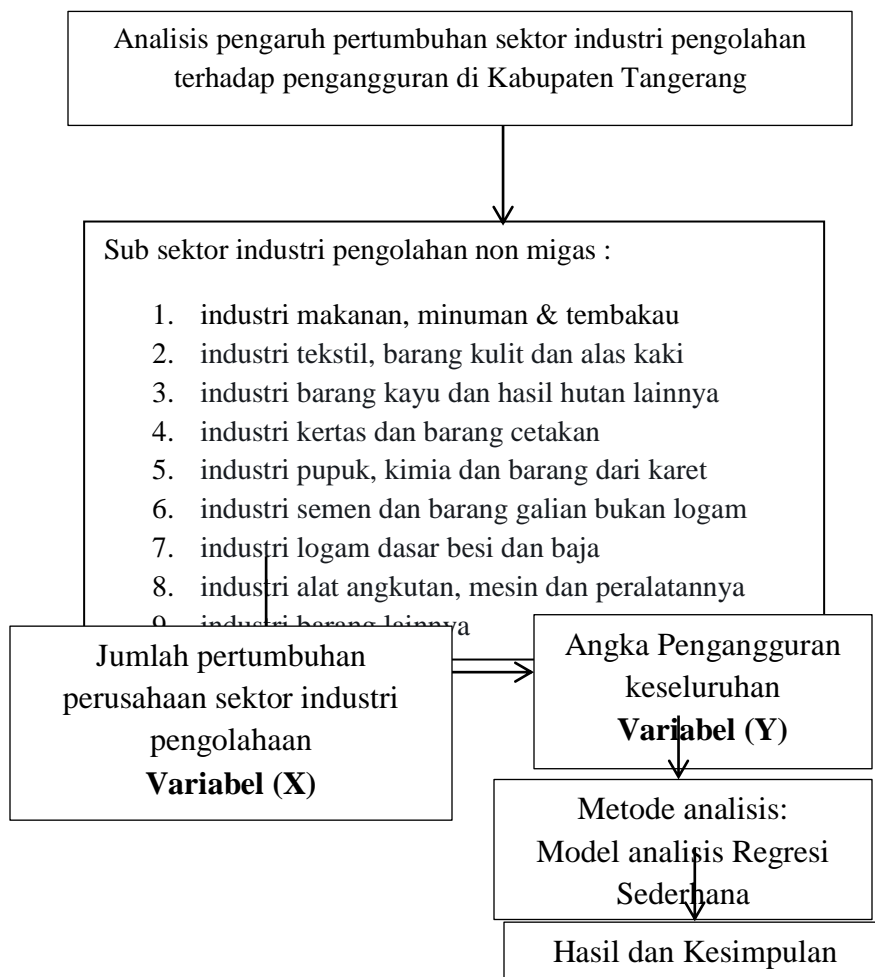 Analisis pengaruh pertumbuhan sektor industri pengolahan
terhadap pengangguran di Kabupaten Tangerang
Sub sektor industri pengolahan non migas :
1. industri makanan, minuman & tembakau
2. industri tekstil, barang kulit dan alas kaki
3. industri barang kayu dan hasil hutan lainnya
4. industri kertas dan barang cetakan
5. industri pupuk, kimia dan barang dari karet
6. industri semen dan barang galian bukan logam
7. industri logam dasar besi dan baja
8. industri alat angkutan, mesin dan peralatannya
9. industri barang lainnya
Jumlah pertumbuhan
perusahaan sektor industri
pengolahaan
Variabel (X)
Angka Pengangguran
keseluruhan
Variabel (Y)
Metode analisis:
Model analisis Regresi
Sederhana
Hasil dan Kesimpulan